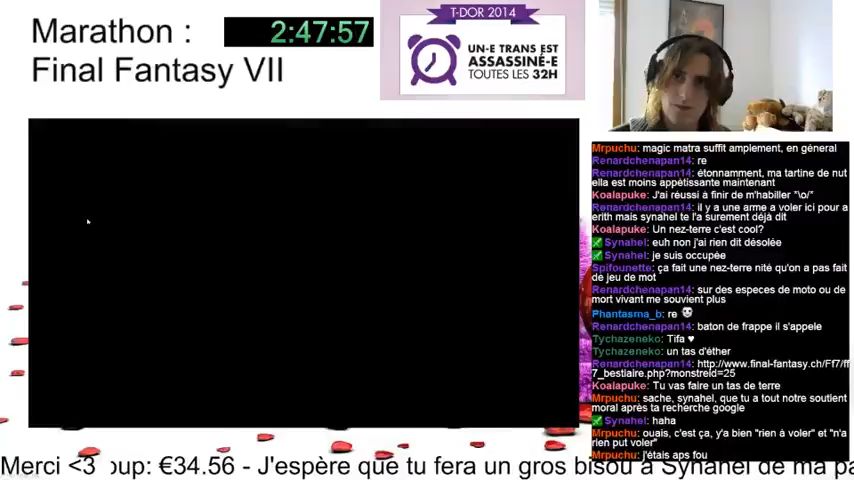 Marathon :
Final Fantasy VII
2:47:57
T-DOR 2014
UN·E TRANS EST
ASSASSINÉ·E
TOUTES LES 32H
Mrpuchu: magic matra suffit amplement, en géneral
Renardchenapan14: re
Renardchenapan14: étonnamment, ma tartine de nut
ella est moins appétissante maintenant
Koalapuke: J'ai réussi à finir de m'habiller *\o/*
Renardchenapan14: il y a une arme a voler ici pour a
erith mais synahel te l'a surement déjà dit
Koalapuke: Un nez-terre c'est cool?
Synahel: euh non j'ai rien dit désolée
Synahel: je suis occupée
Spifounette: ça fait une nez-terre nité qu'on a pas fait
de jeu de mot
Renardchenapan14: sur des especes de moto ou de
mort vivant me souvient plus
Phantasma_b: re
Renardchenapan14: baton de frappe il s'appele
Tychazeneko: Tifa ♥
Tychazeneko: un tas d'éther
Renardchenapan14: http://www.final-fantasy.ch/Ff7/ff
7_bestiaire.php?monstreid=25
Koalapuke: Tu vas faire un tas de terre
Mrpuchu: sache, synahel, que tu a tout notre soutient
moral après ta recherche google
Synahel: haha
Mrpuchu: ouais, c'est ça, y'a bien "rien à voler" et "n'a
rien put voler"
Mrpuchu: j'étais aps fou
Merci <3 oup: €34.56 - J'espère que tu fera un gros bisou à Synahel de ma pa